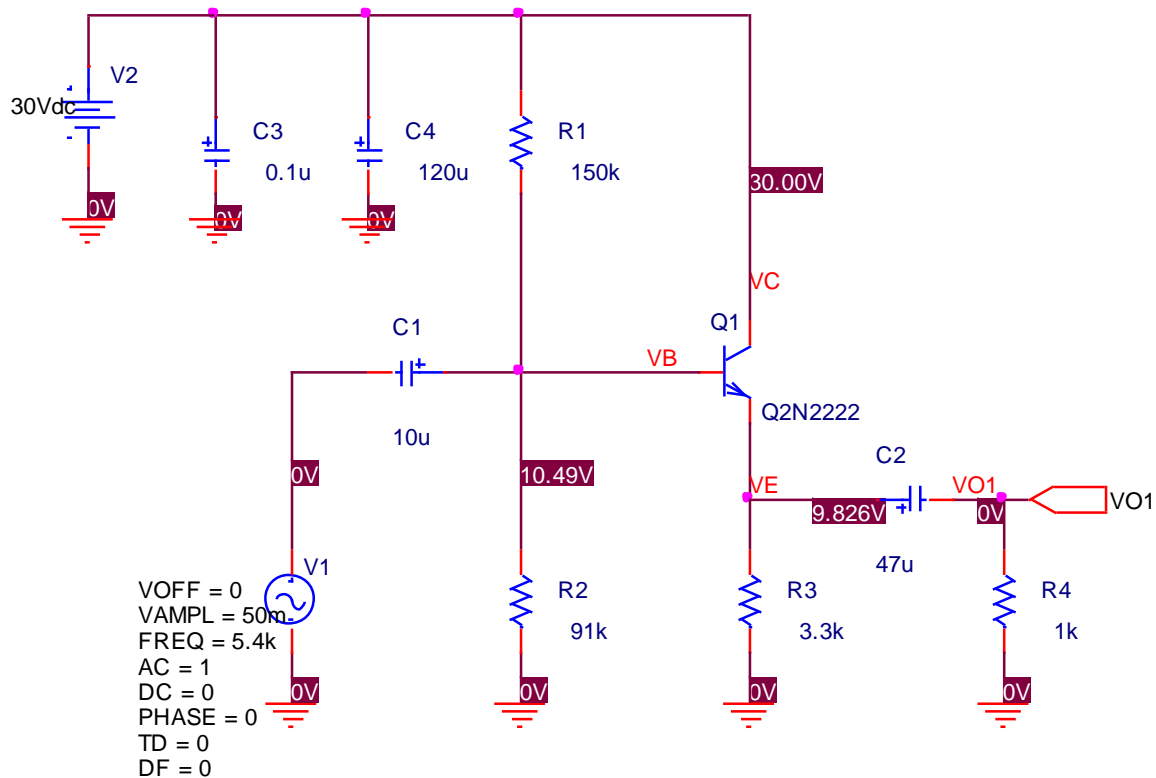 V2
30Vdc
C3
0.1u
C4
120u
R1
150k
30.00V
0V
0V
0V
VC
C1
Q1
VB
Q2N2222
10u
C2
0V
10.49V
VE
VO1
9.826V
0V
VO1
V1
47u
VOFF = 0
VAMPL = 50m
FREQ = 5.4k
AC = 1
DC = 0
PHASE = 0
TD = 0
DF = 0
R2
91k
R3
3.3k
R4
1k
0V
0V
0V
0V